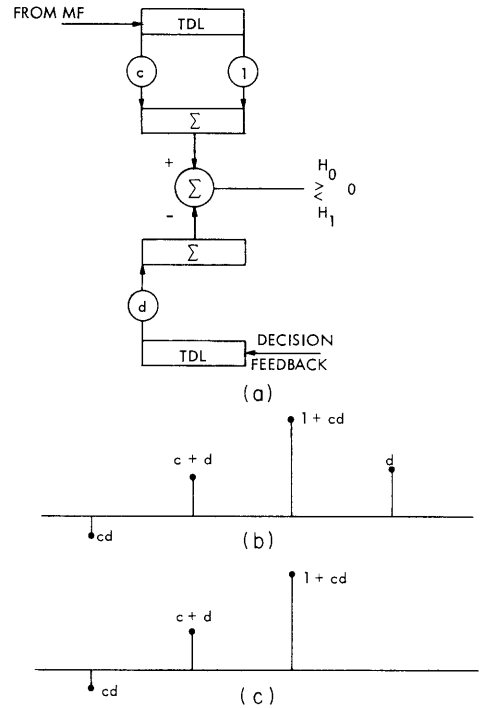 FROM MF
TDL
c
1
Σ
+
Σ
H0
≷ 0
H1
-
Σ
d
DECISION
TDL
FEEDBACK
(a)
1 + cd
c + d
d
cd
(b)
1 + cd
c + d
cd
(c)